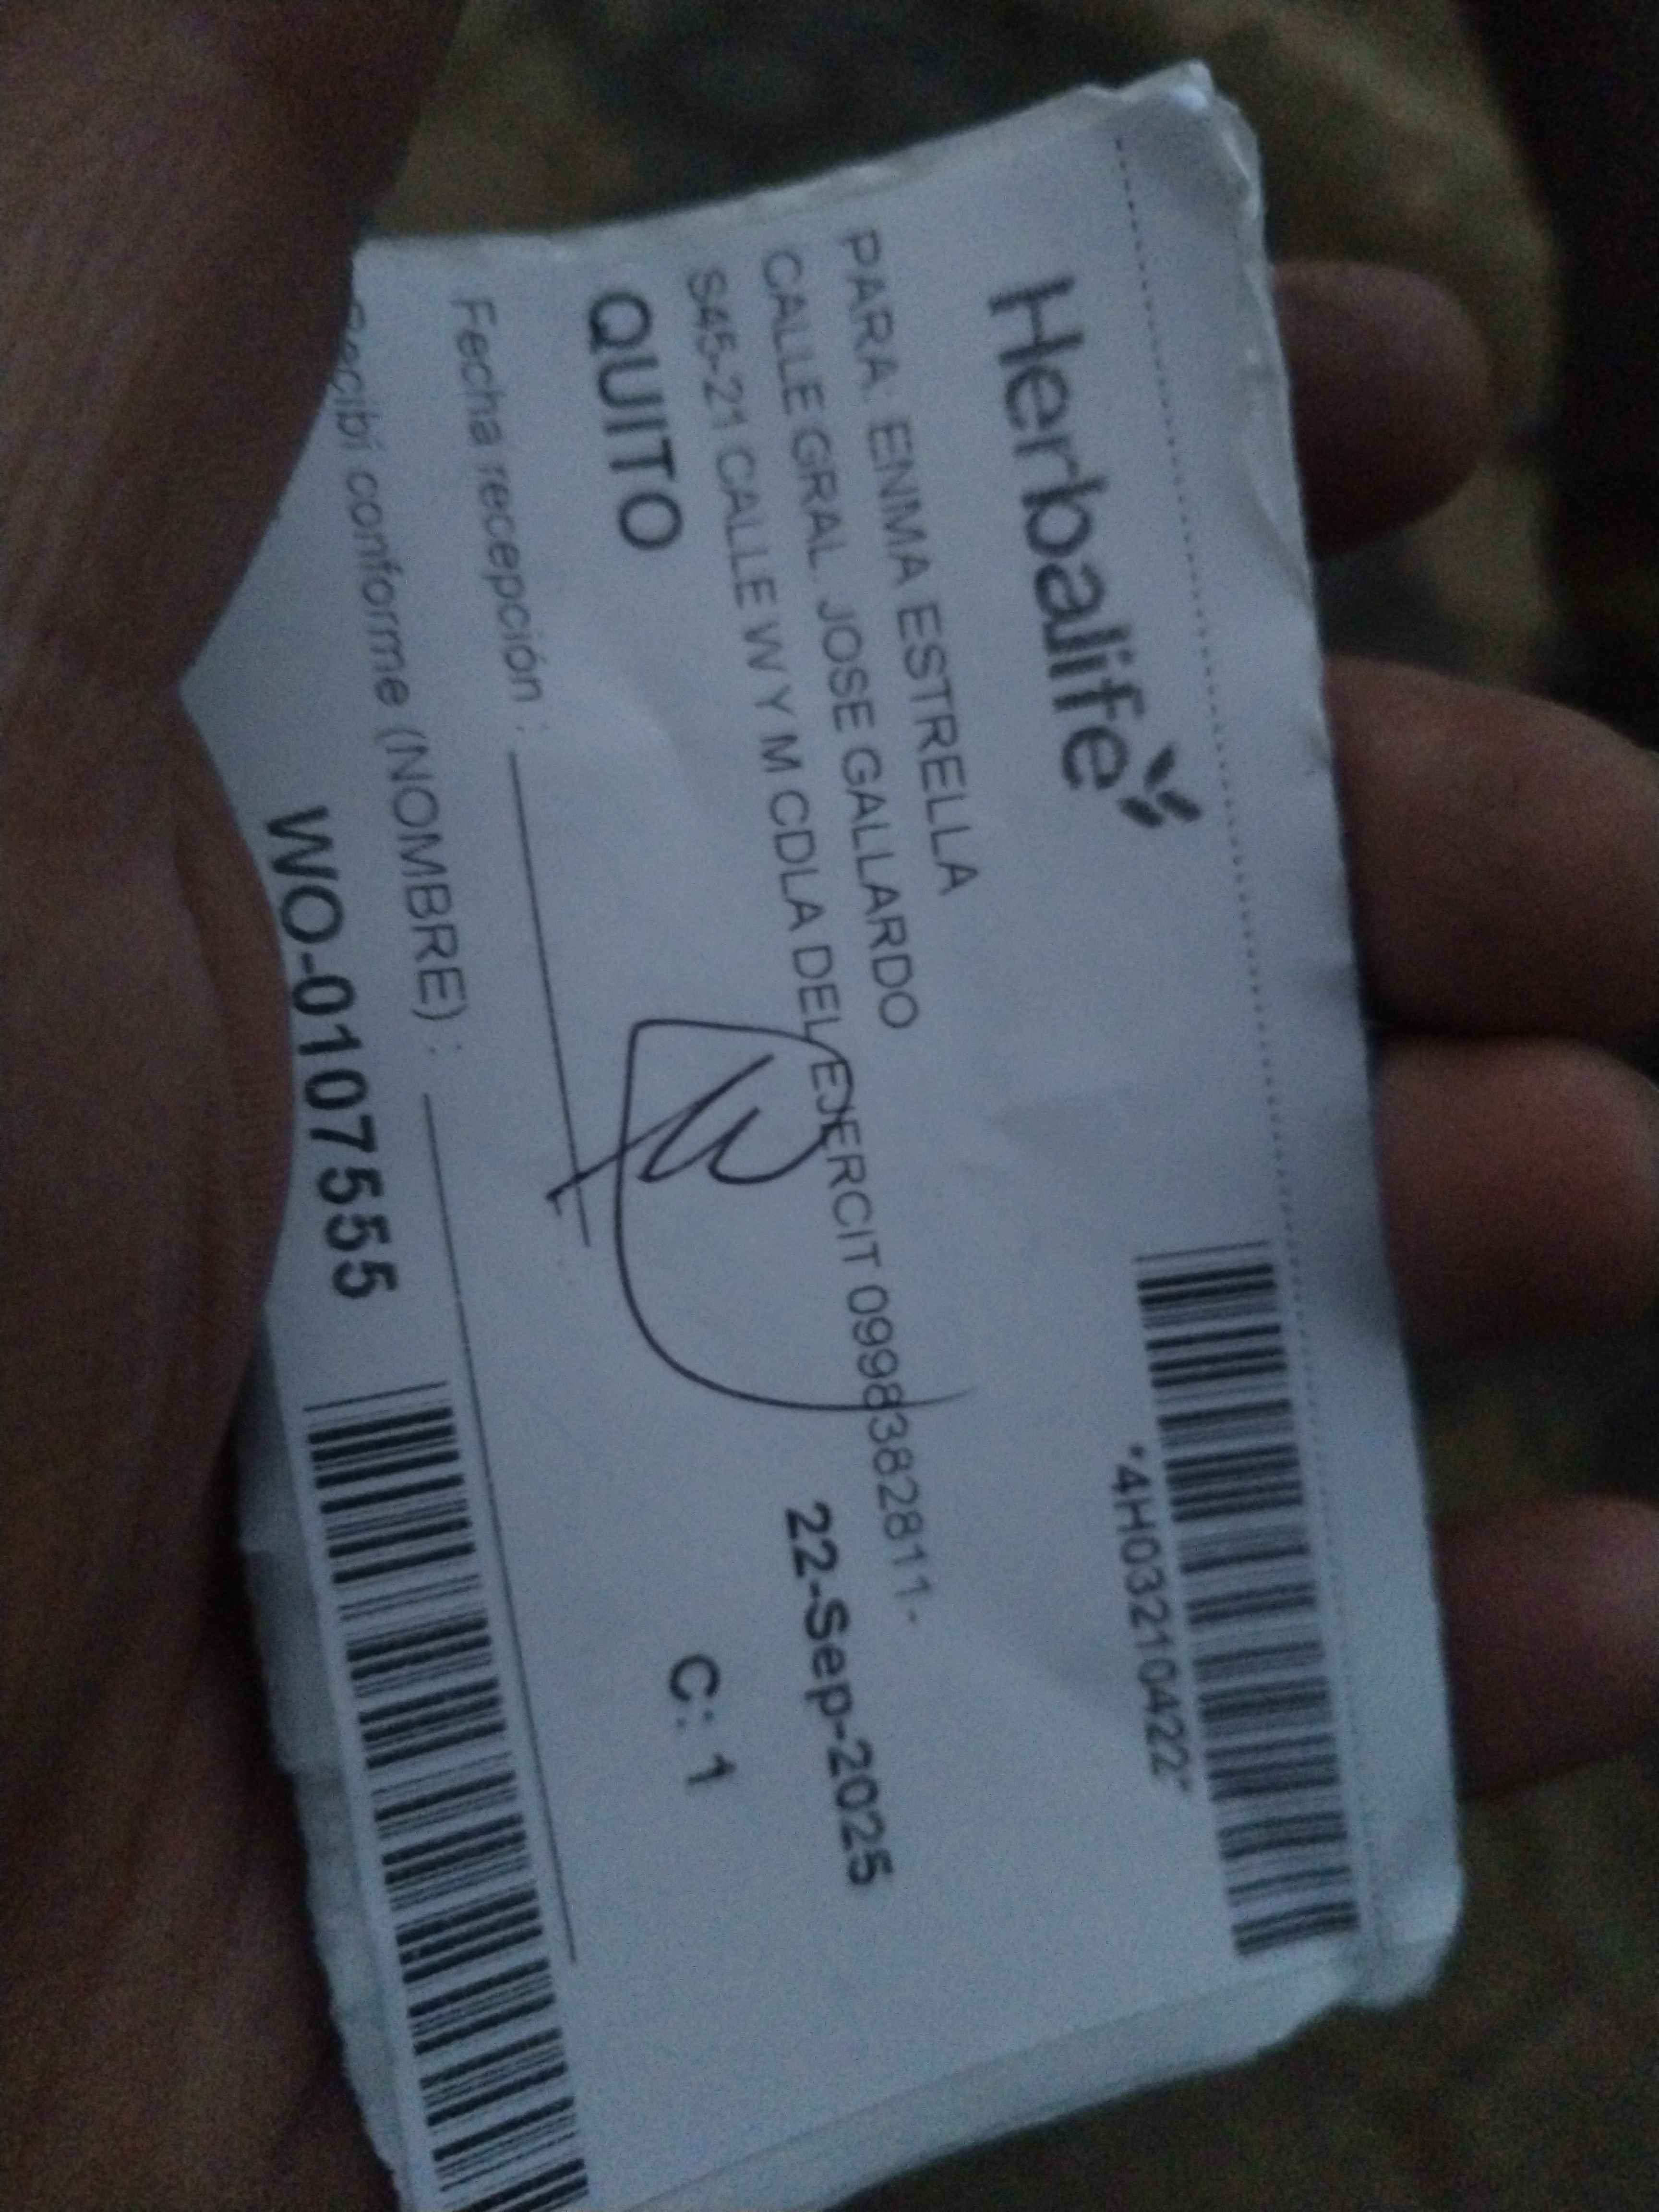 Herbalife
*4H03210422*
PARA: ENMA ESTRELLA
CALLE GRAL. JOSE GALLARDO
S45-21 CALLE W Y M CDLA DEL EJERCIT 0998382811-
22-Sep-2025
QUITO
C: 1
Fecha recepción :
Recibí conforme (NOMBRE) :
WO-0107555